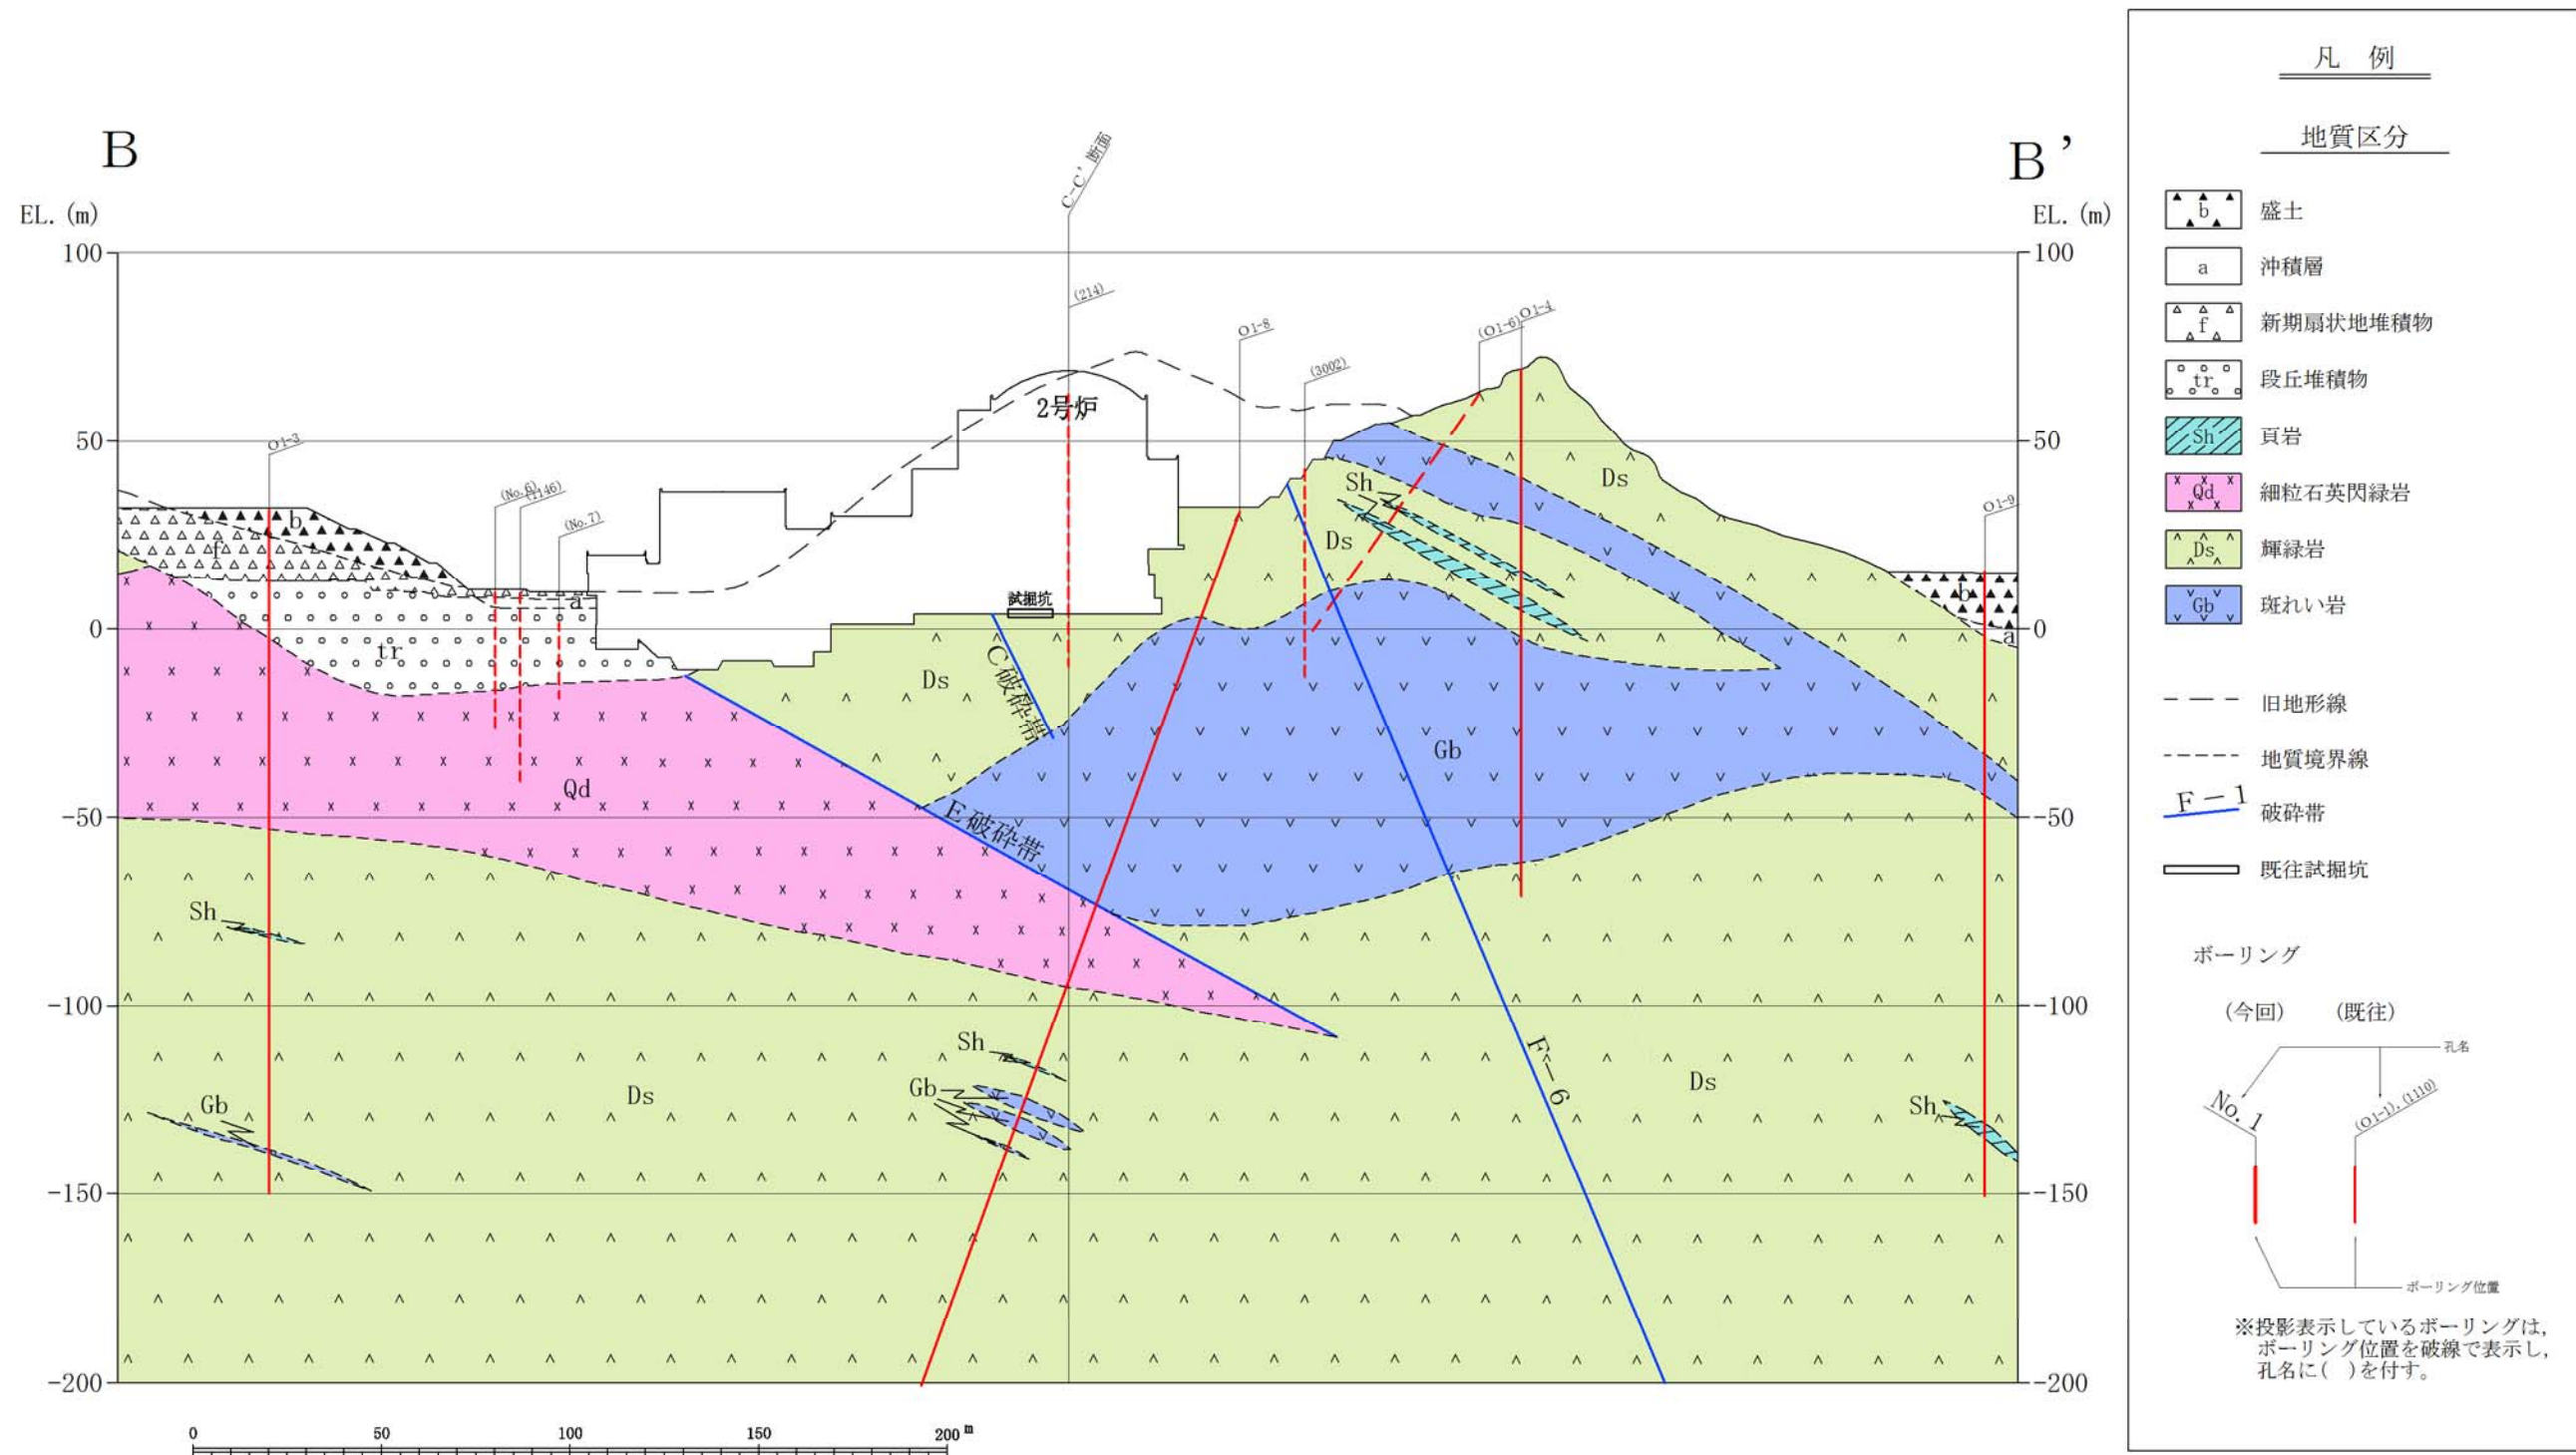 B
B'
EL.(m)
EL.(m)
100
50
0
-50
-100
-150
-200
100
50
0
-50
-100
-150
-200
C-C' 断面
(214)
O1-8
(3002)
(O1-6)
O1-4
O1-3
(No.6)
(1146)
(No.7)
O1-9
2号炉
試掘坑
b
f
a
tr
Sh
Ds
Ds
b
a
Ds
C破砕帯
Gb
Qd
E破砕帯
Sh
Sh
Gb
Gb
Ds
F-6
Ds
Sh
0 50 100 150 200 m
凡 例
地質区分
b 盛土
a 沖積層
f 新期扇状地堆積物
tr 段丘堆積物
Sh 頁岩
Qd 細粒石英閃緑岩
Ds 輝緑岩
Gb 斑れい岩
旧地形線
地質境界線
F-1 破砕帯
既往試掘坑
ボーリング
(今回) (既往)
孔名
No. 1
(O1-1), (1110)
ボーリング位置
※投影表示しているボーリングは,
ボーリング位置を破線で表示し,
孔名に( )を付す。